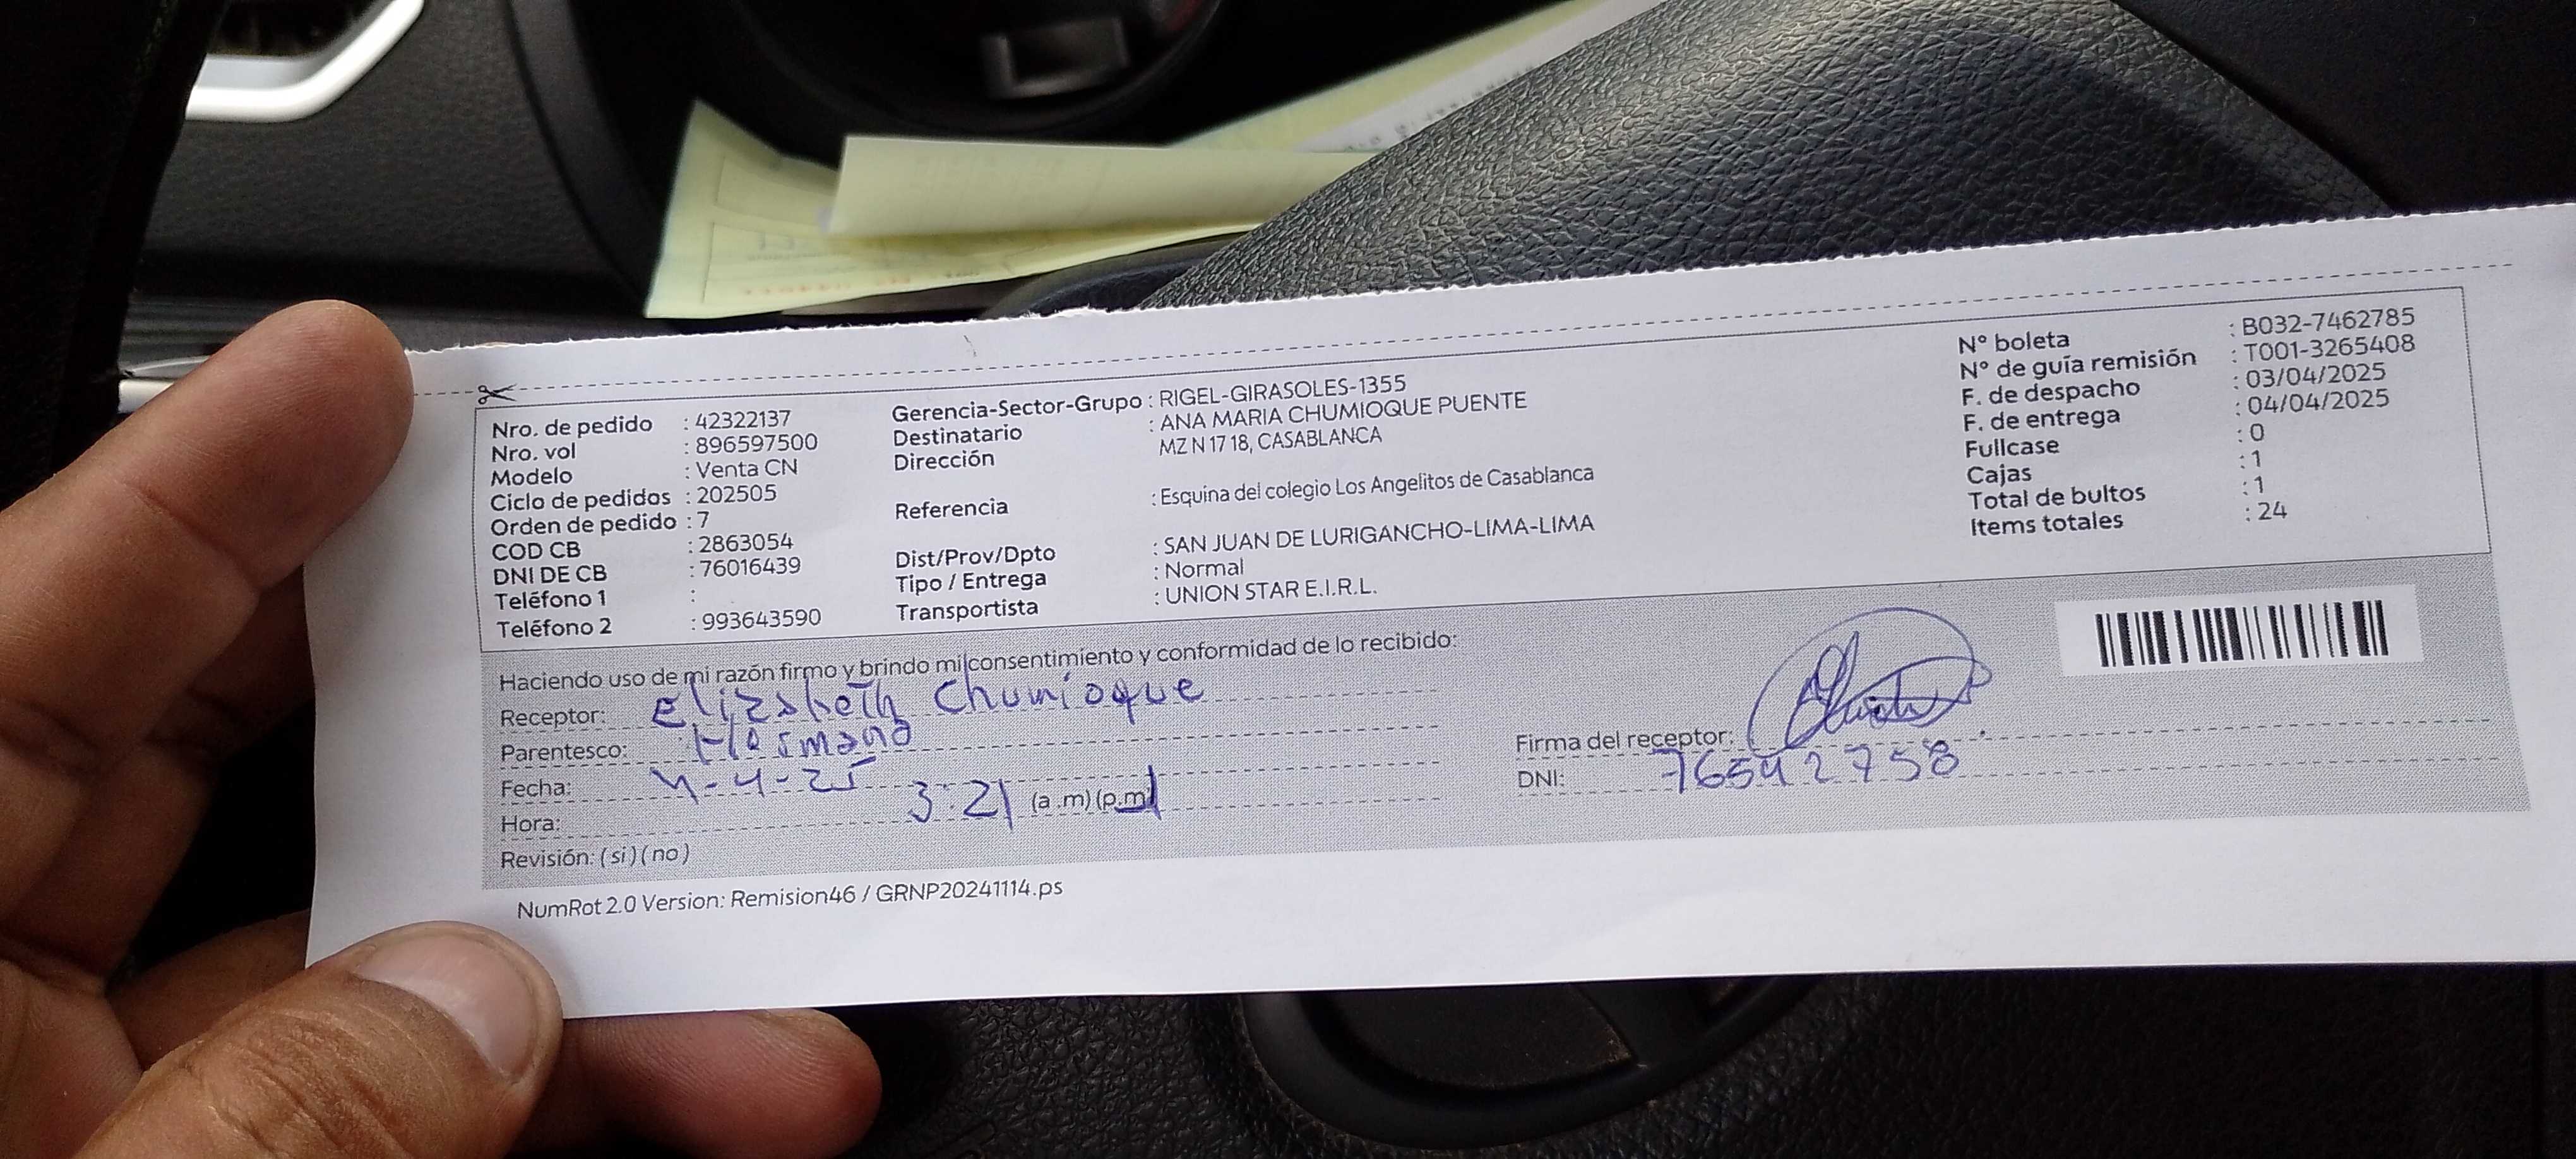 Nro. de pedido : 42322137
Nro. vol : 896597500
Modelo : Venta CN
Ciclo de pedidos : 202505
Orden de pedido : 7
COD CB : 2863054
DNI DE CB : 76016439
Teléfono 1 :
Teléfono 2 : 993643590
Gerencia-Sector-Grupo : RIGEL-GIRASOLES-1355
Destinatario : ANA MARIA CHUMIOQUE PUENTE
Dirección MZ N 17 18, CASABLANCA
Referencia : Esquina del colegio Los Angelitos de Casablanca
Dist/Prov/Dpto : SAN JUAN DE LURIGANCHO-LIMA-LIMA
Tipo / Entrega : Normal
Transportista : UNION STAR E.I.R.L.
N° boleta : B032-7462785
N° de guía remisión : T001-3265408
F. de despacho : 03/04/2025
F. de entrega : 04/04/2025
Fullcase : 0
Cajas : 1
Total de bultos : 1
Items totales : 24
Haciendo uso de mi razón firmo y brindo mi consentimiento y conformidad de lo recibido:
Receptor: Elizabeth Chumioque
Parentesco: Hermana
Fecha: 4-4-25
Hora: 3:21 (a.m) (p.m)
Revisión: (si) (no)
Firma del receptor:
DNI: 76542758
NumRot 2.0 Version: Remision46 / GRNP20241114.ps